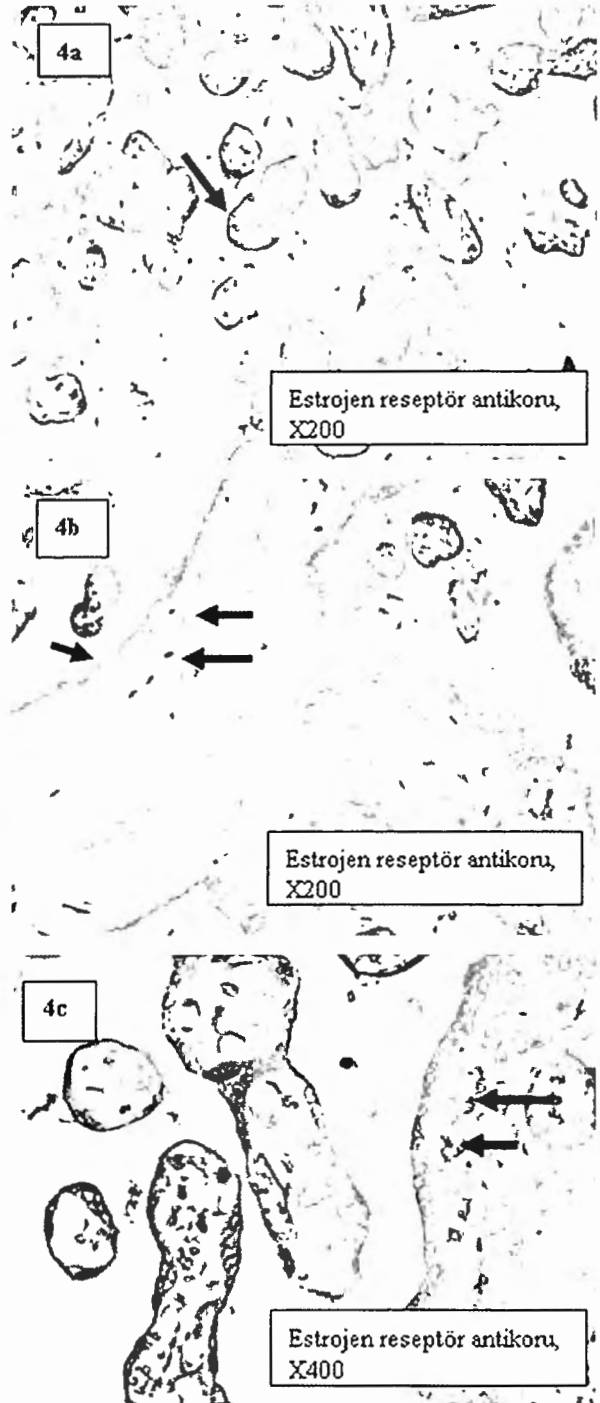 4a
Estrojen reseptör antikoru,
X200
4b
Estrojen reseptör antikoru,
X200
4c
Estrojen reseptör antikoru,
X400